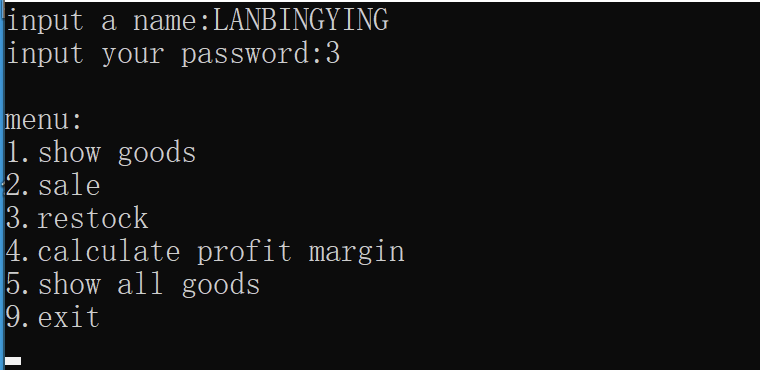 input a name:LANBINGYING
input your password:3
menu:
1.show goods
2.sale
3.restock
4.calculate profit margin
5.show all goods
9.exit